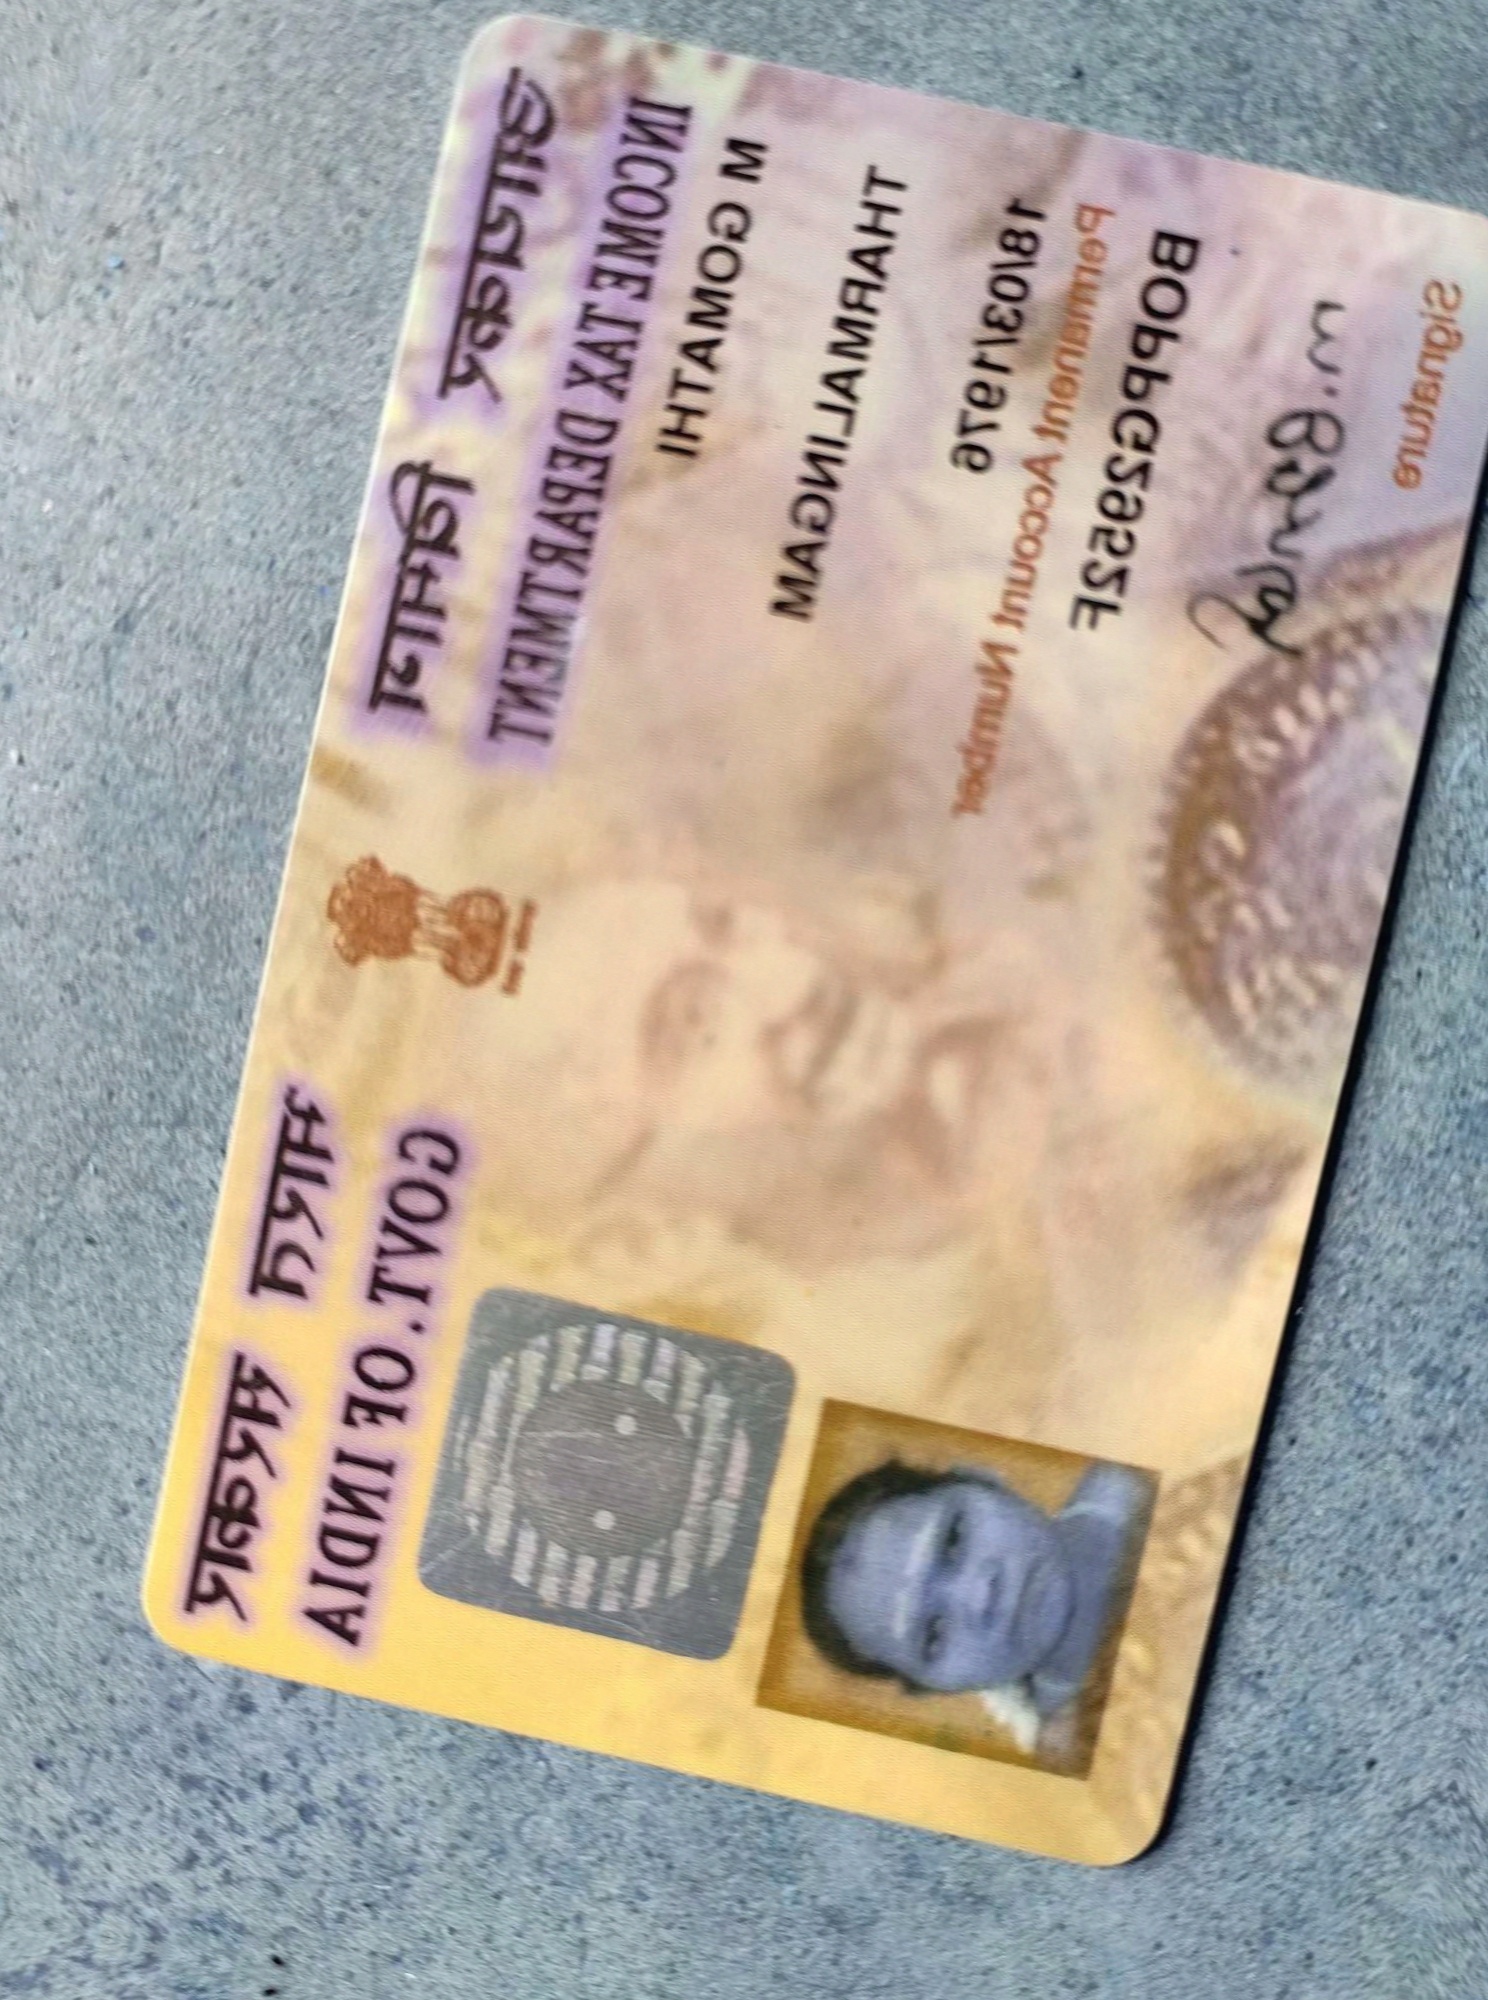 आयकर विभाग
INCOME TAX DEPARTMENT
भारत सरकार
GOVT. OF INDIA
M GOMATHI
THARMALINGAM
18/03/1976
Permanent Account Number
BOPPG2952F
Signature